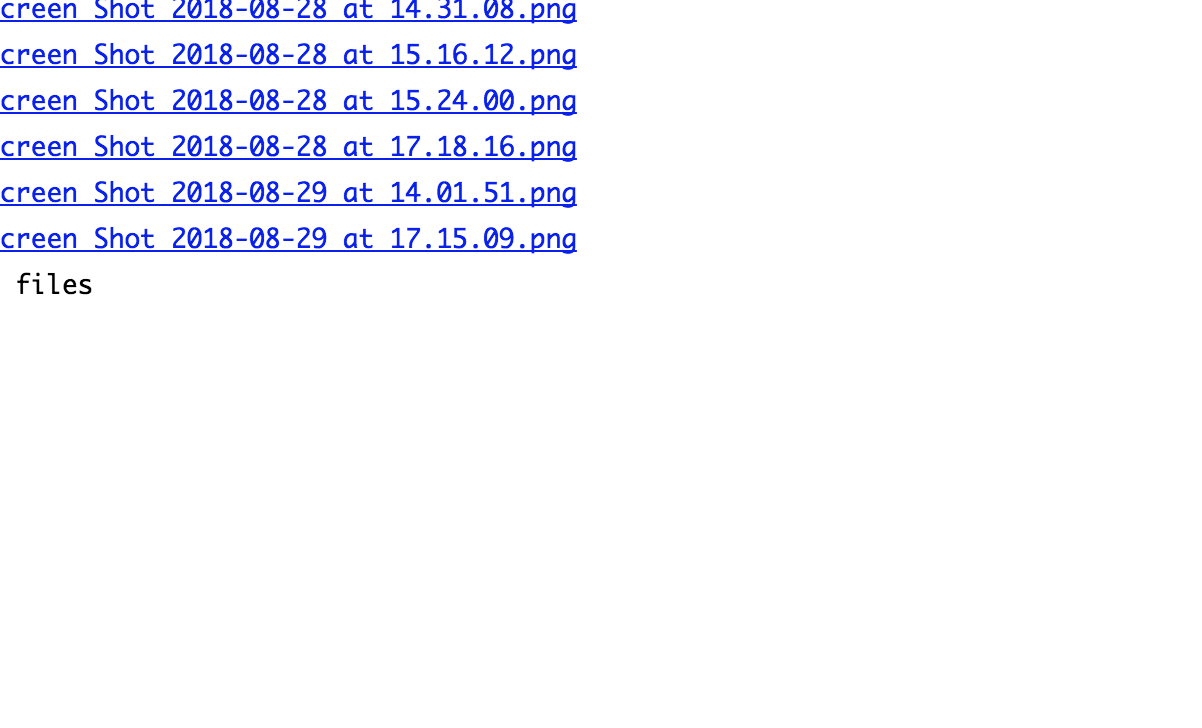 creen Shot 2018-08-28 at 14.31.08.png
creen Shot 2018-08-28 at 15.16.12.png
creen Shot 2018-08-28 at 15.24.00.png
creen Shot 2018-08-28 at 17.18.16.png
creen Shot 2018-08-29 at 14.01.51.png
creen Shot 2018-08-29 at 17.15.09.png
files